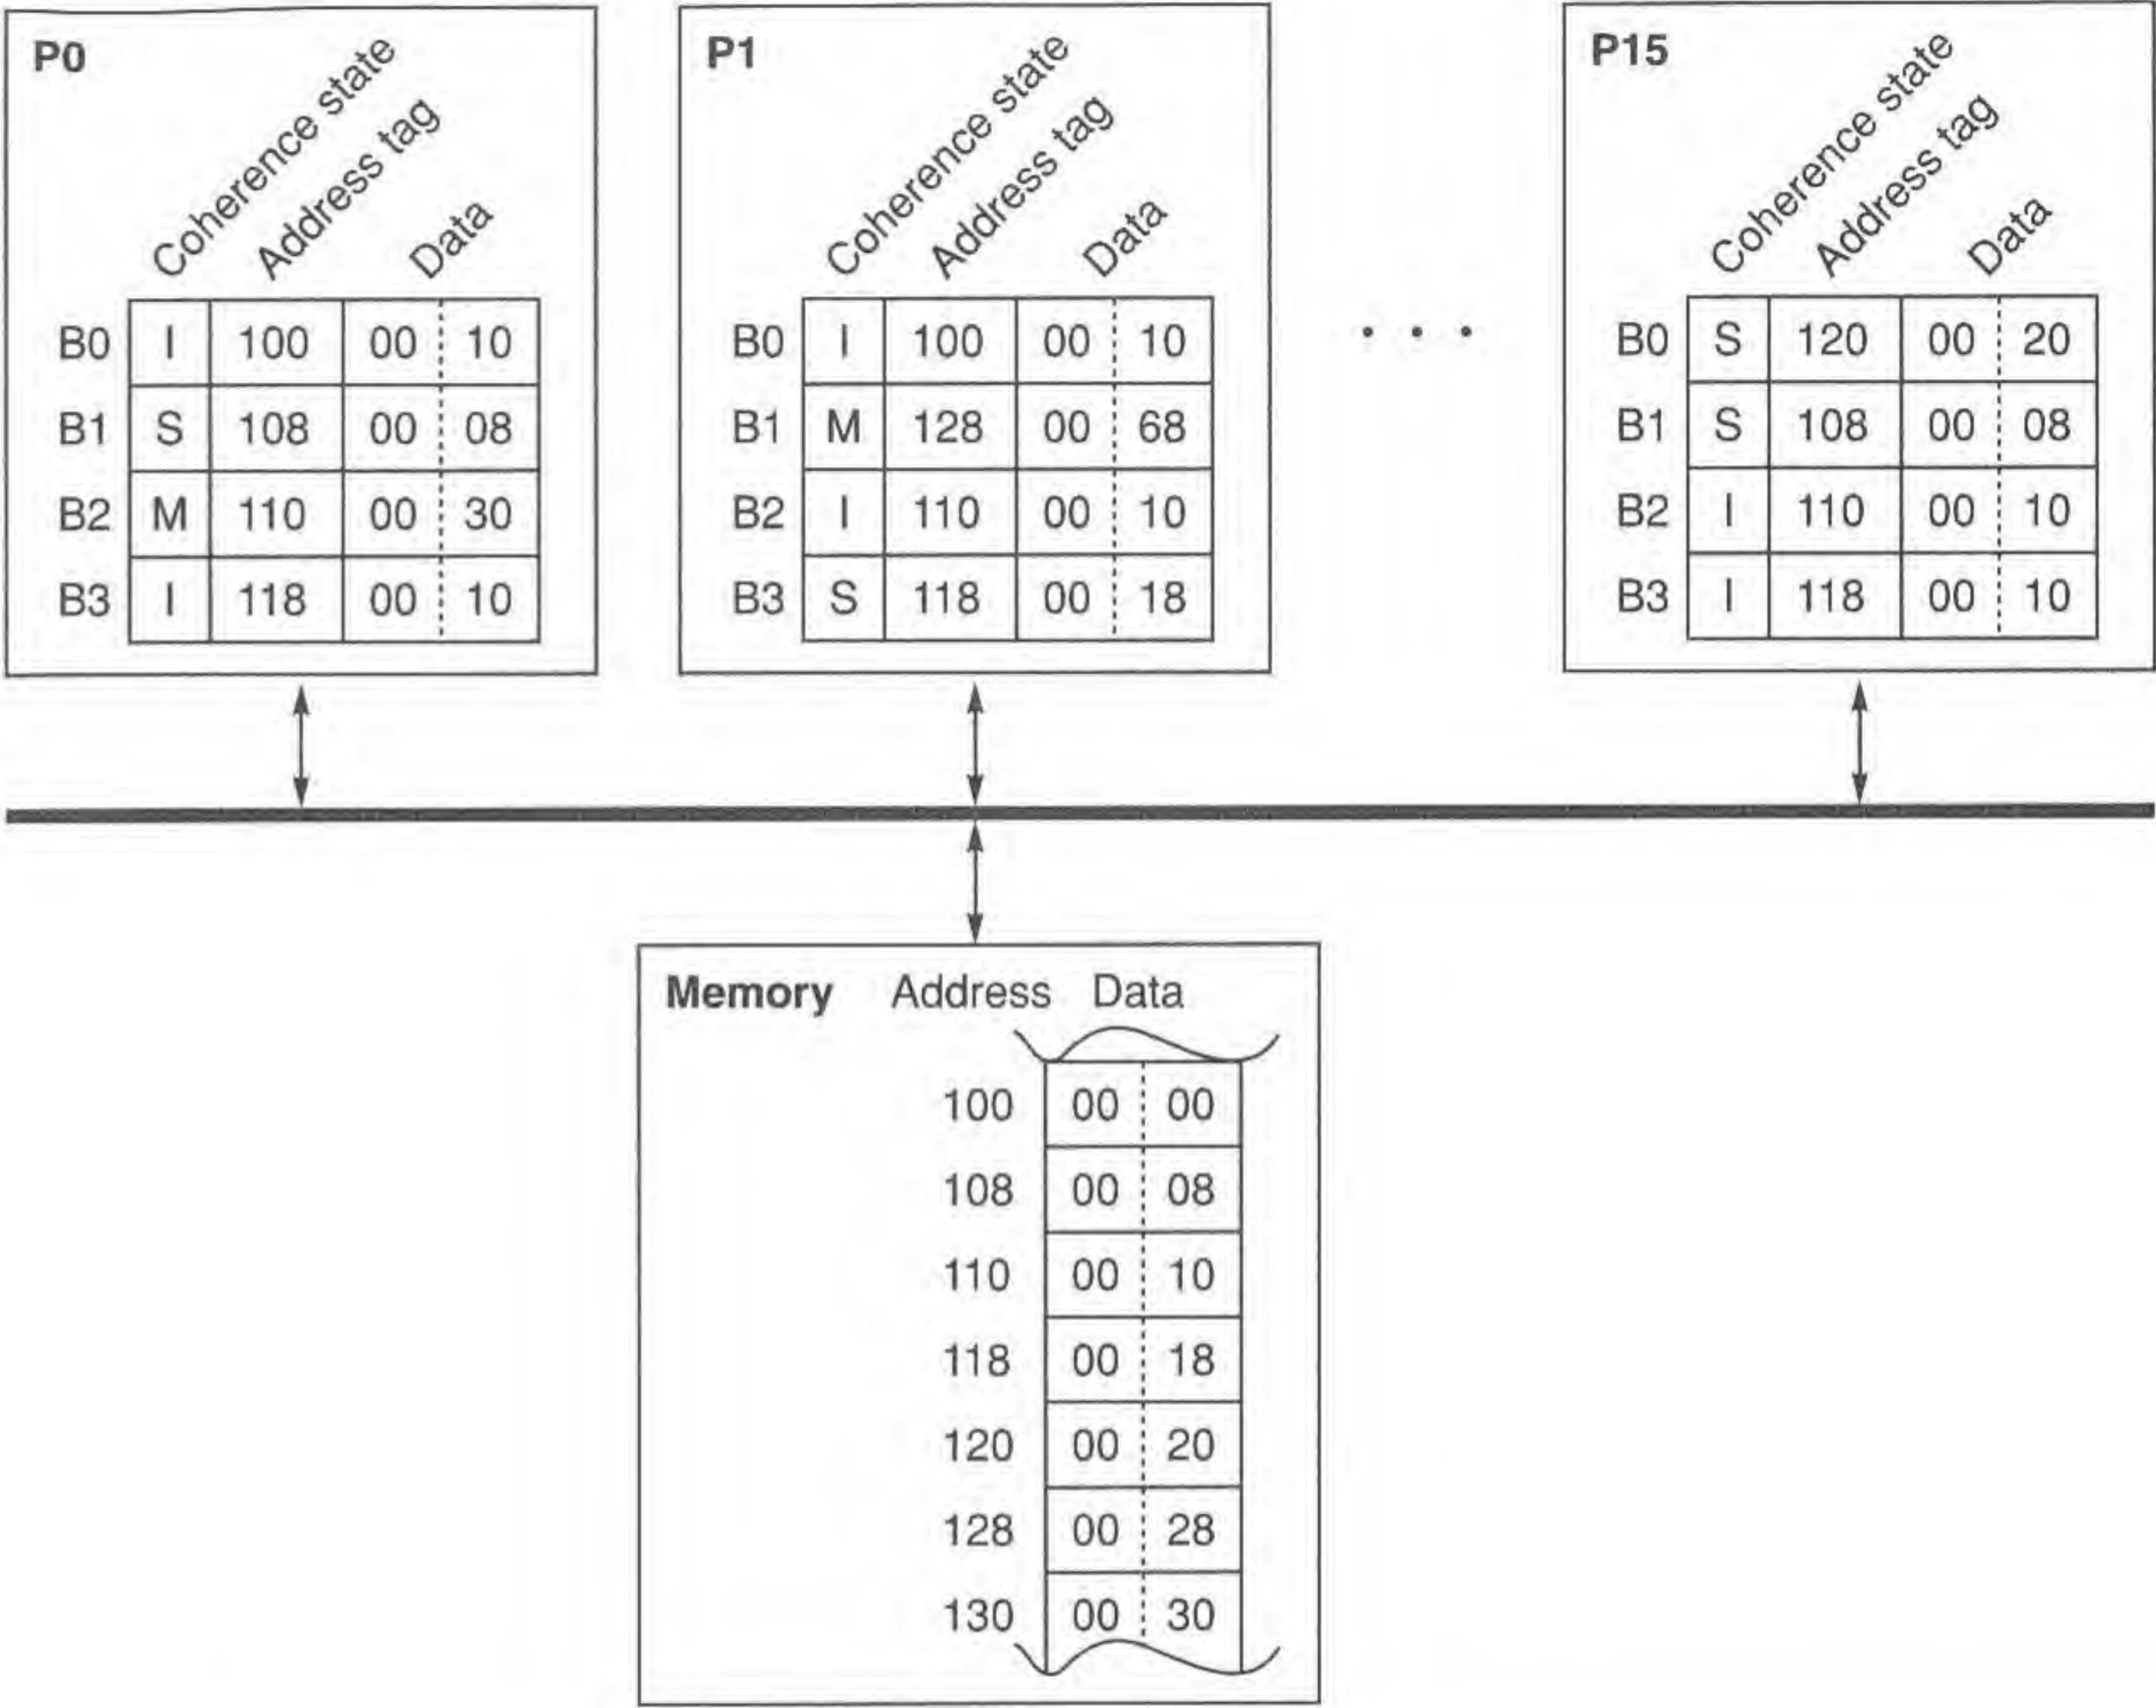 P0
Coherence state
Address tag
Data
B0 I 100 00 10
B1 S 108 00 08
B2 M 110 00 30
B3 I 118 00 10
P1
Coherence state
Address tag
Data
B0 I 100 00 10
B1 M 128 00 68
B2 I 110 00 10
B3 S 118 00 18
. . .
P15
Coherence state
Address tag
Data
B0 S 120 00 20
B1 S 108 00 08
B2 I 110 00 10
B3 I 118 00 10
Memory Address Data
100 00 00
108 00 08
110 00 10
118 00 18
120 00 20
128 00 28
130 00 30